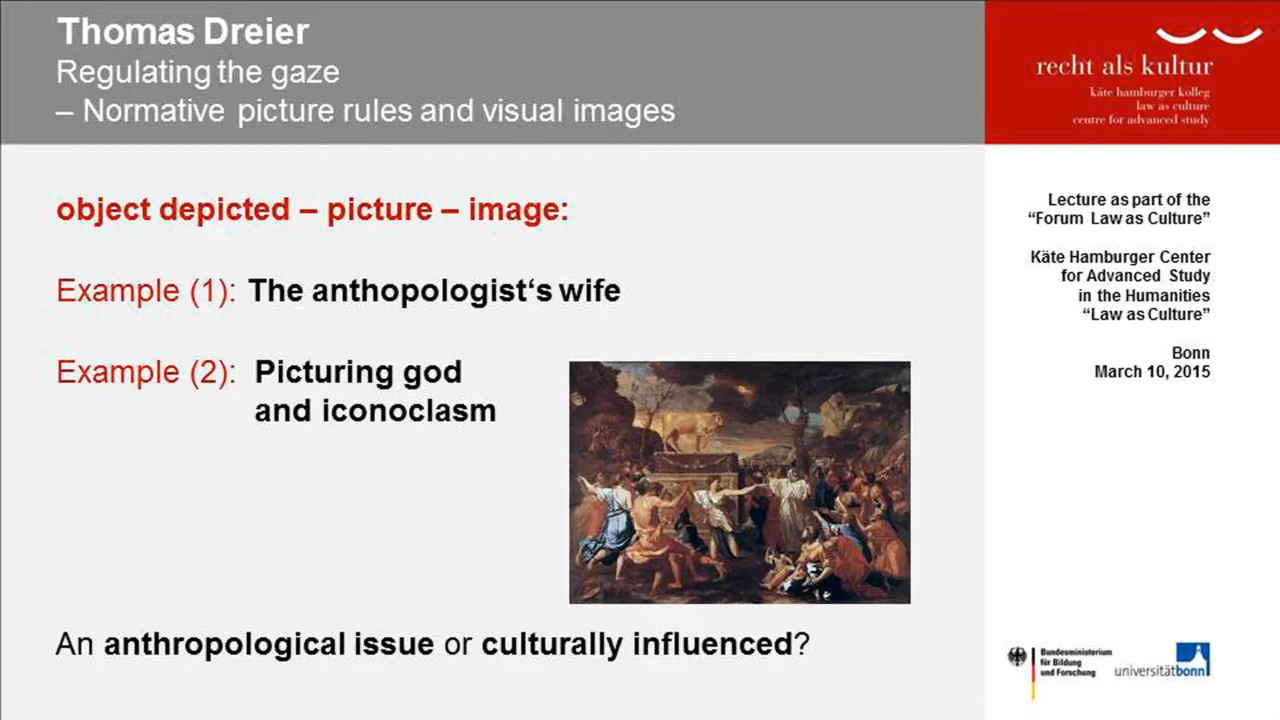 Thomas Dreier
Regulating the gaze
– Normative picture rules and visual images
recht als kultur
käte hamburger kolleg
law as culture
centre for advanced study
object depicted – picture – image:
Example (1): The anthopologist‘s wife
Example (2): Picturing god
and iconoclasm
An anthropological issue or culturally influenced?
Lecture as part of the
“Forum Law as Culture”
Käte Hamburger Center
for Advanced Study
in the Humanities
“Law as Culture”
Bonn
March 10, 2015
Bundesministerium
für Bildung
und Forschung
universitätbonn